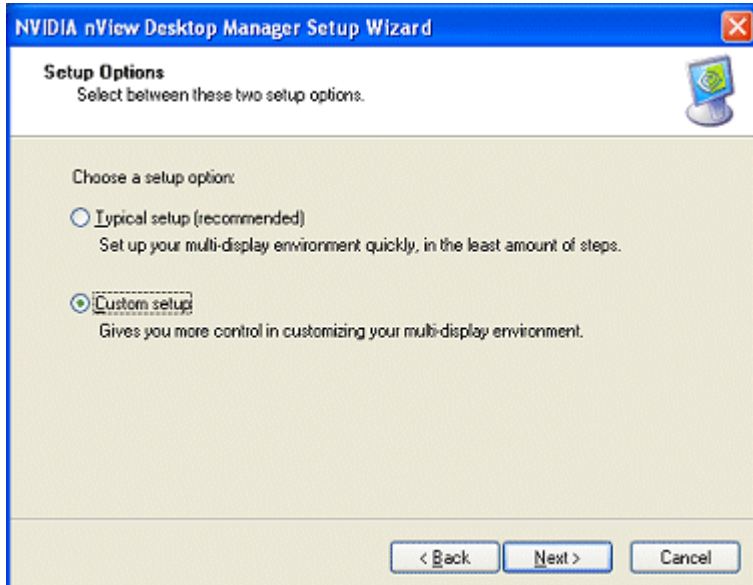 NVIDIA nView Desktop Manager Setup Wizard
Setup Options
Select between these two setup options.
Choose a setup option:
Typical setup (recommended)
Set up your multi-display environment quickly, in the least amount of steps.
Custom setup
Gives you more control in customizing your multi-display environment.
< Back Next > Cancel